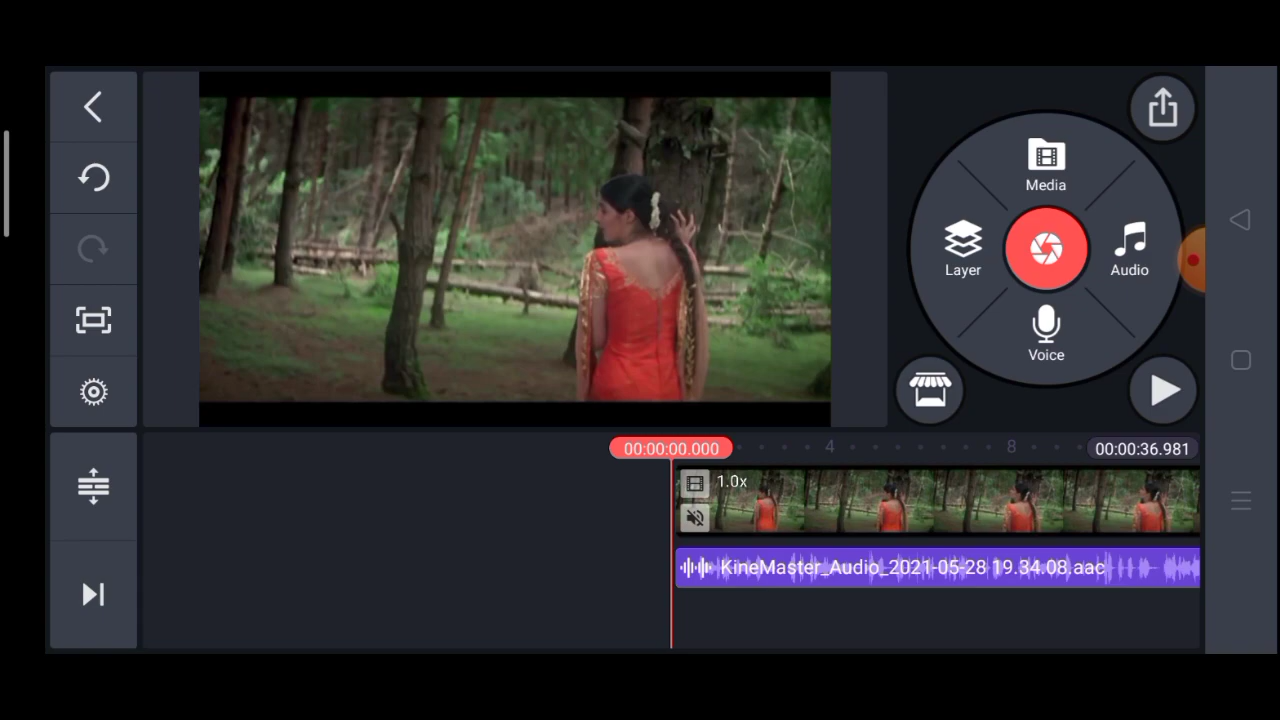 Media
Layer
Audio
Voice
00:00:00.000
4
8
00:00:36.981
1.0x
KineMaster_Audio_2021-05-28 19.34.08.aac